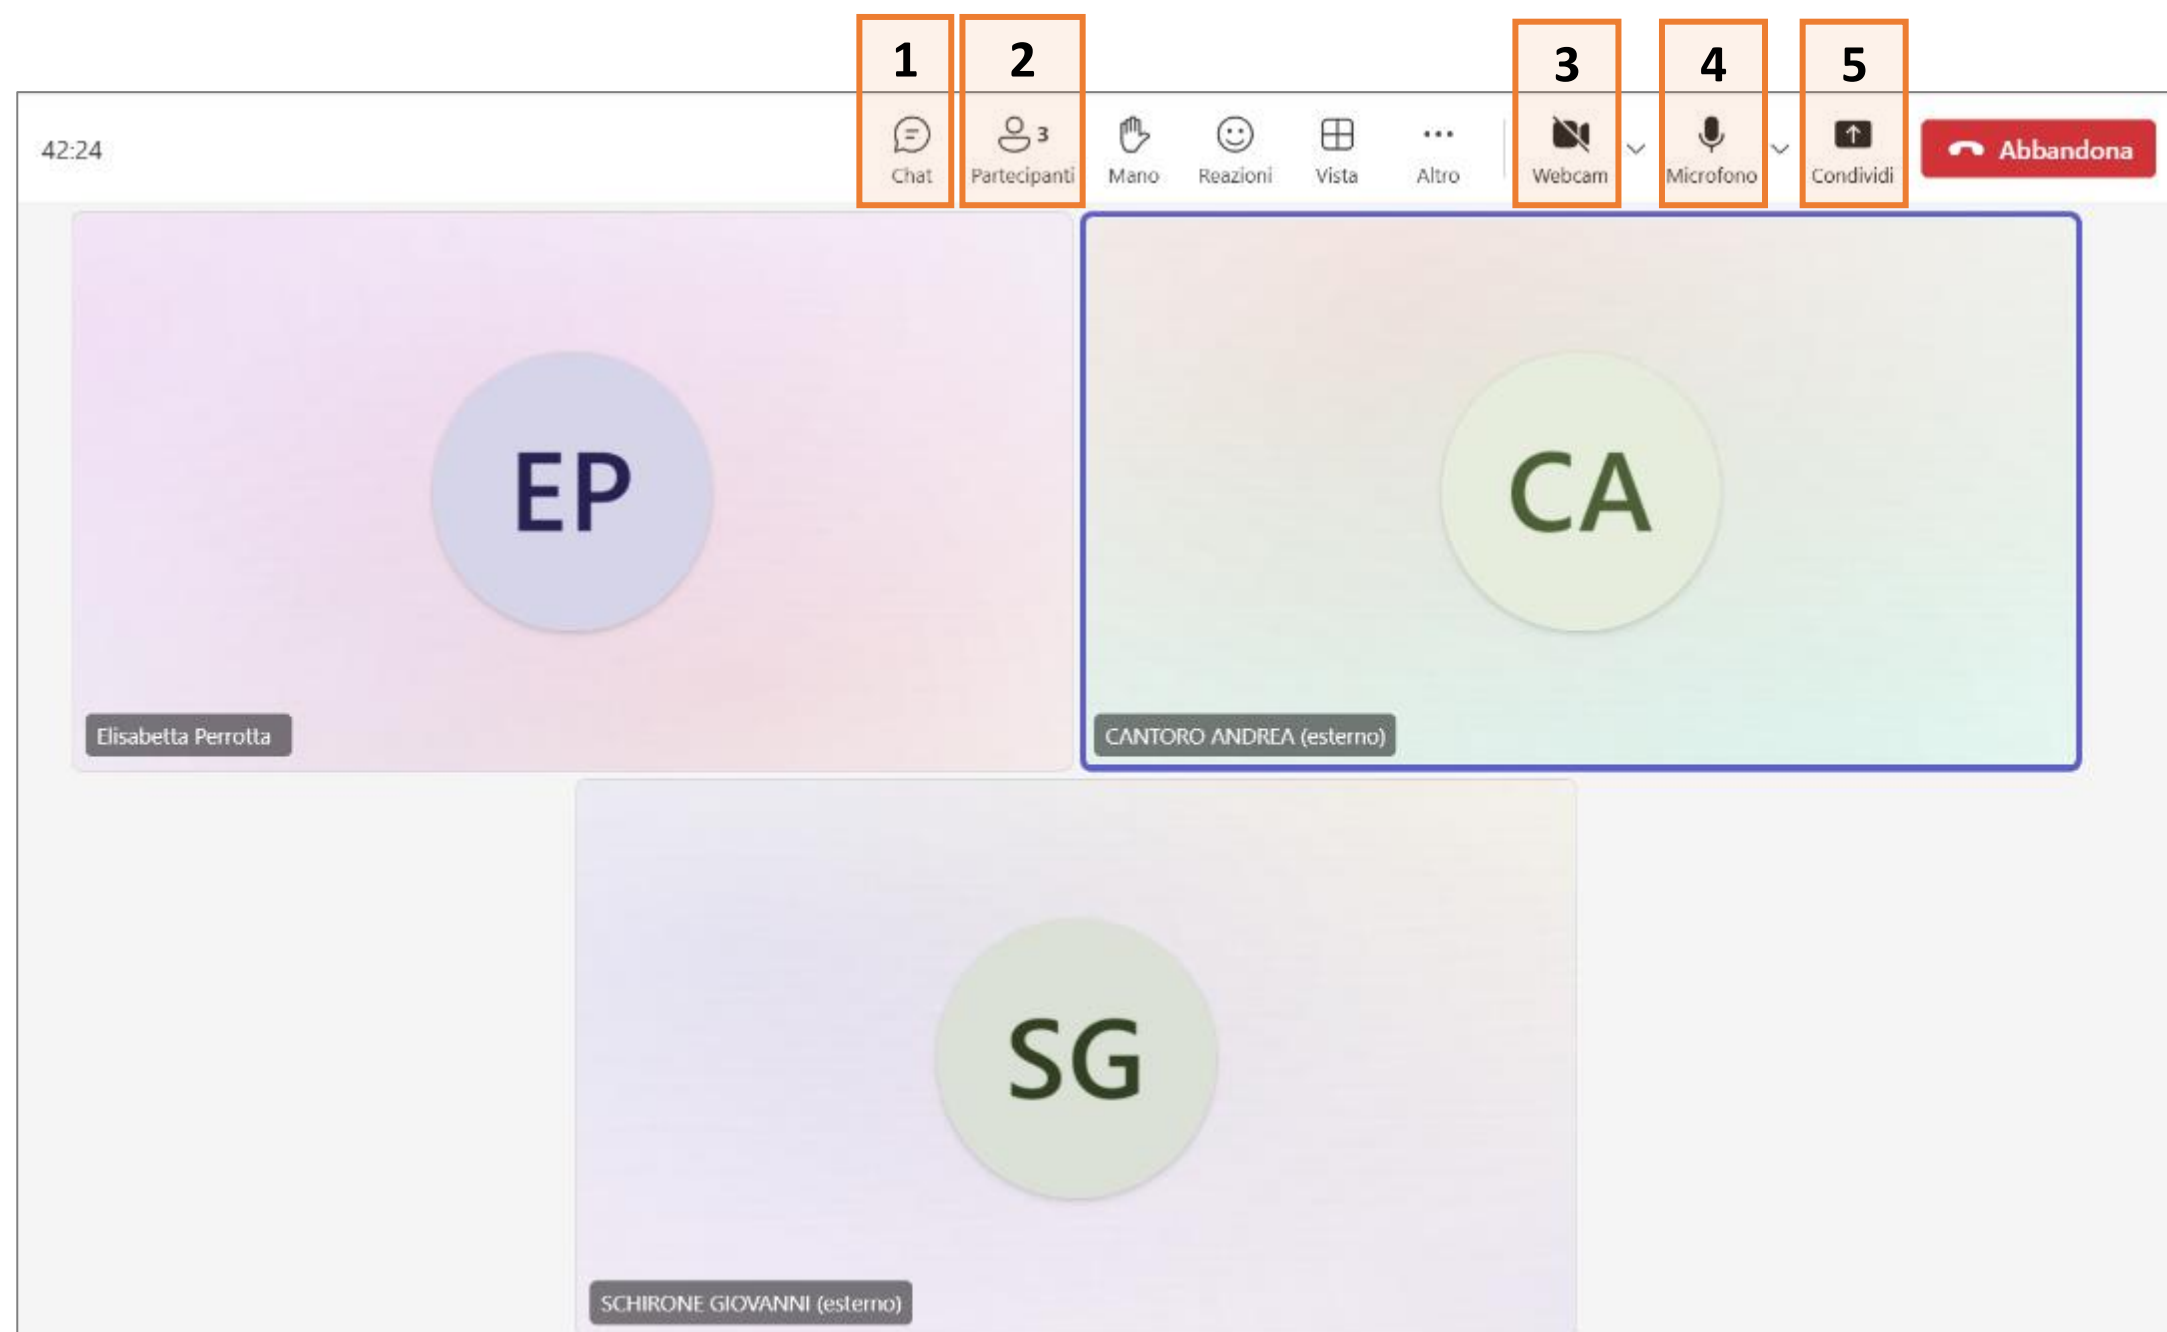 1 2 3 4 5
42:24
3
Chat Partecipanti Mano Reazioni Vista Altro Webcam Microfono Condividi Abbandona
EP
CA
Elisabetta Perrotta
CANTORO ANDREA (esterno)
SG
SCHIRONE GIOVANNI (esterno)